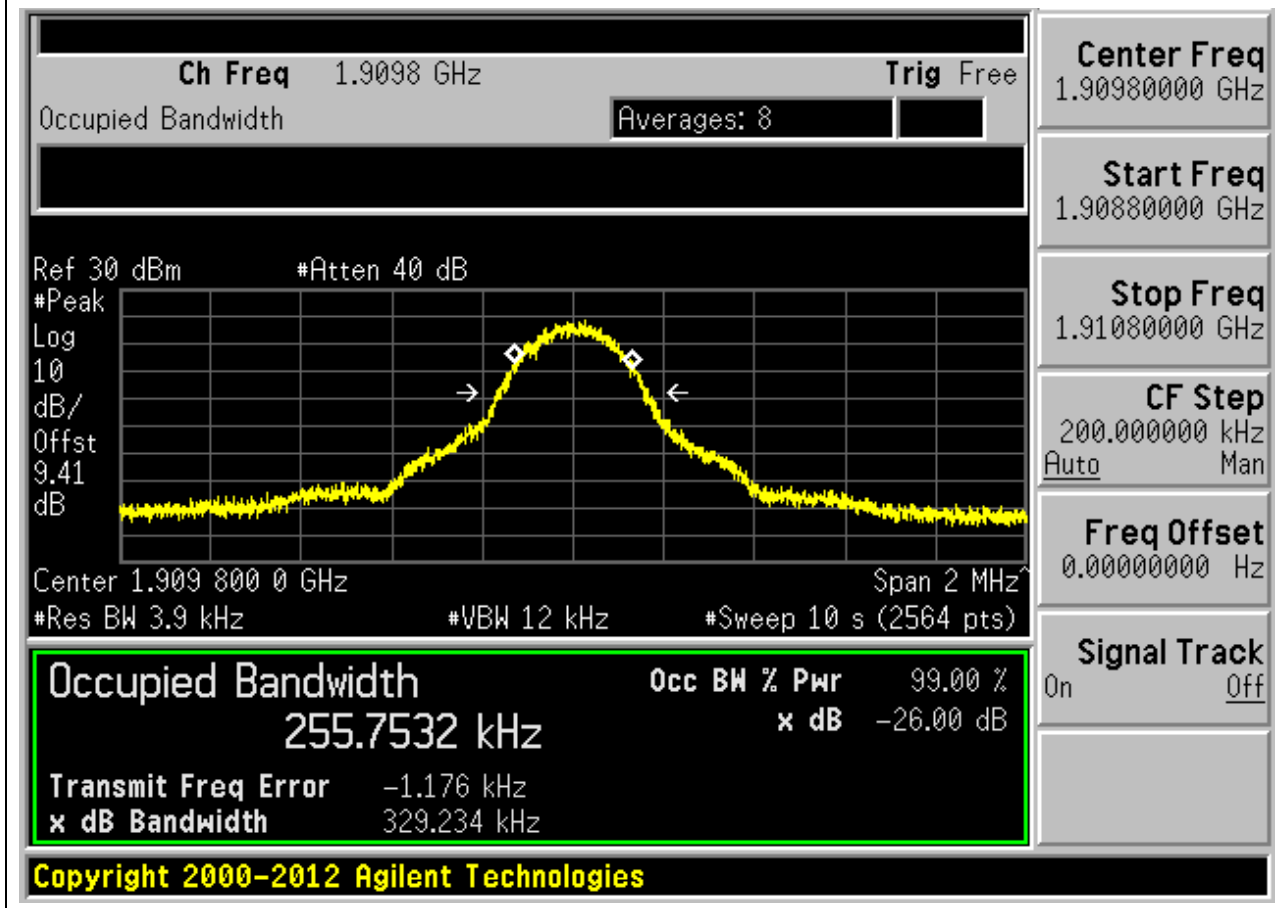 Ch Freq 1.9098 GHz Trig Free
Occupied Bandwidth Averages: 8
Ref 30 dBm #Atten 40 dB
#Peak
Log
10
dB/
Offst
9.41
dB
Center 1.909 800 0 GHz Span 2 MHz^
#Res BW 3.9 kHz #VBW 12 kHz #Sweep 10 s (2564 pts)
Occupied Bandwidth Occ BW % Pwr 99.00 %
255.7532 kHz x dB -26.00 dB
Transmit Freq Error -1.176 kHz
x dB Bandwidth 329.234 kHz
Copyright 2000-2012 Agilent Technologies
Center Freq
1.90980000 GHz
Start Freq
1.90880000 GHz
Stop Freq
1.91080000 GHz
CF Step
200.000000 kHz
Auto Man
Freq Offset
0.00000000 Hz
Signal Track
On Off